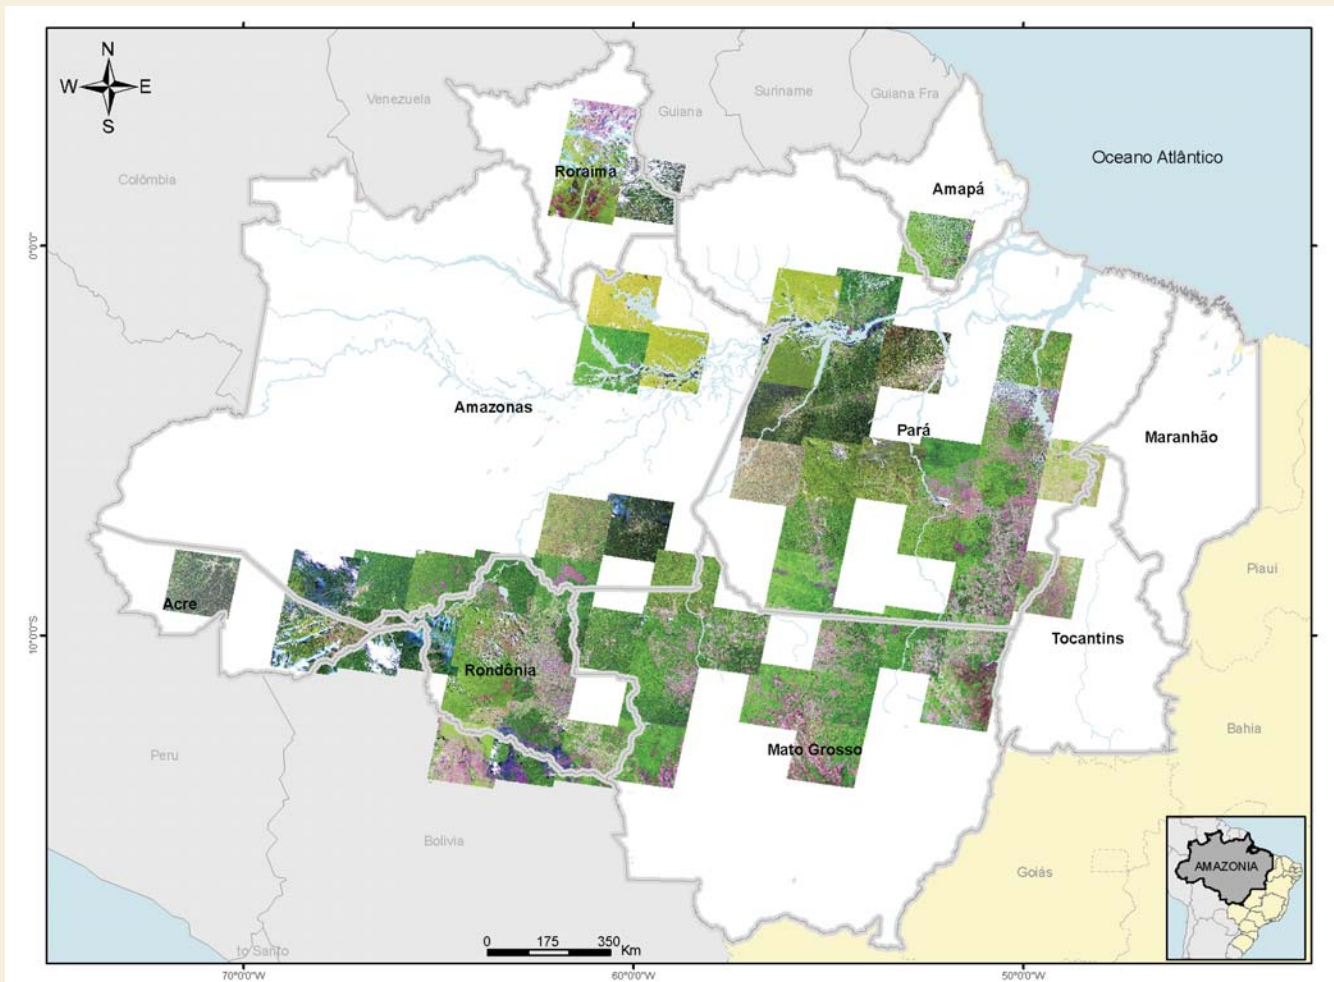 N
W E
S
Venezuela
Guiana
Suriname
Guiana Fra
Oceano Atlântico
Colômbia
Roraima
Amapá
0°0'0"
Amazonas
Pará
Maranhão
Piauí
Acre
10°0'0"S
Rondônia
Tocantins
Bahia
Peru
Mato Grosso
Bolivia
Goiás
AMAZONIA
to Santo
0 175 350 Km
70°0'0"W 60°0'0"W 50°0'0"W